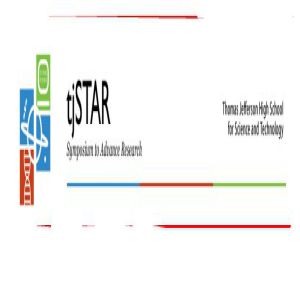 tjSTAR
Symposium to Advance Research
Thomas Jefferson High School
for Science and Technology